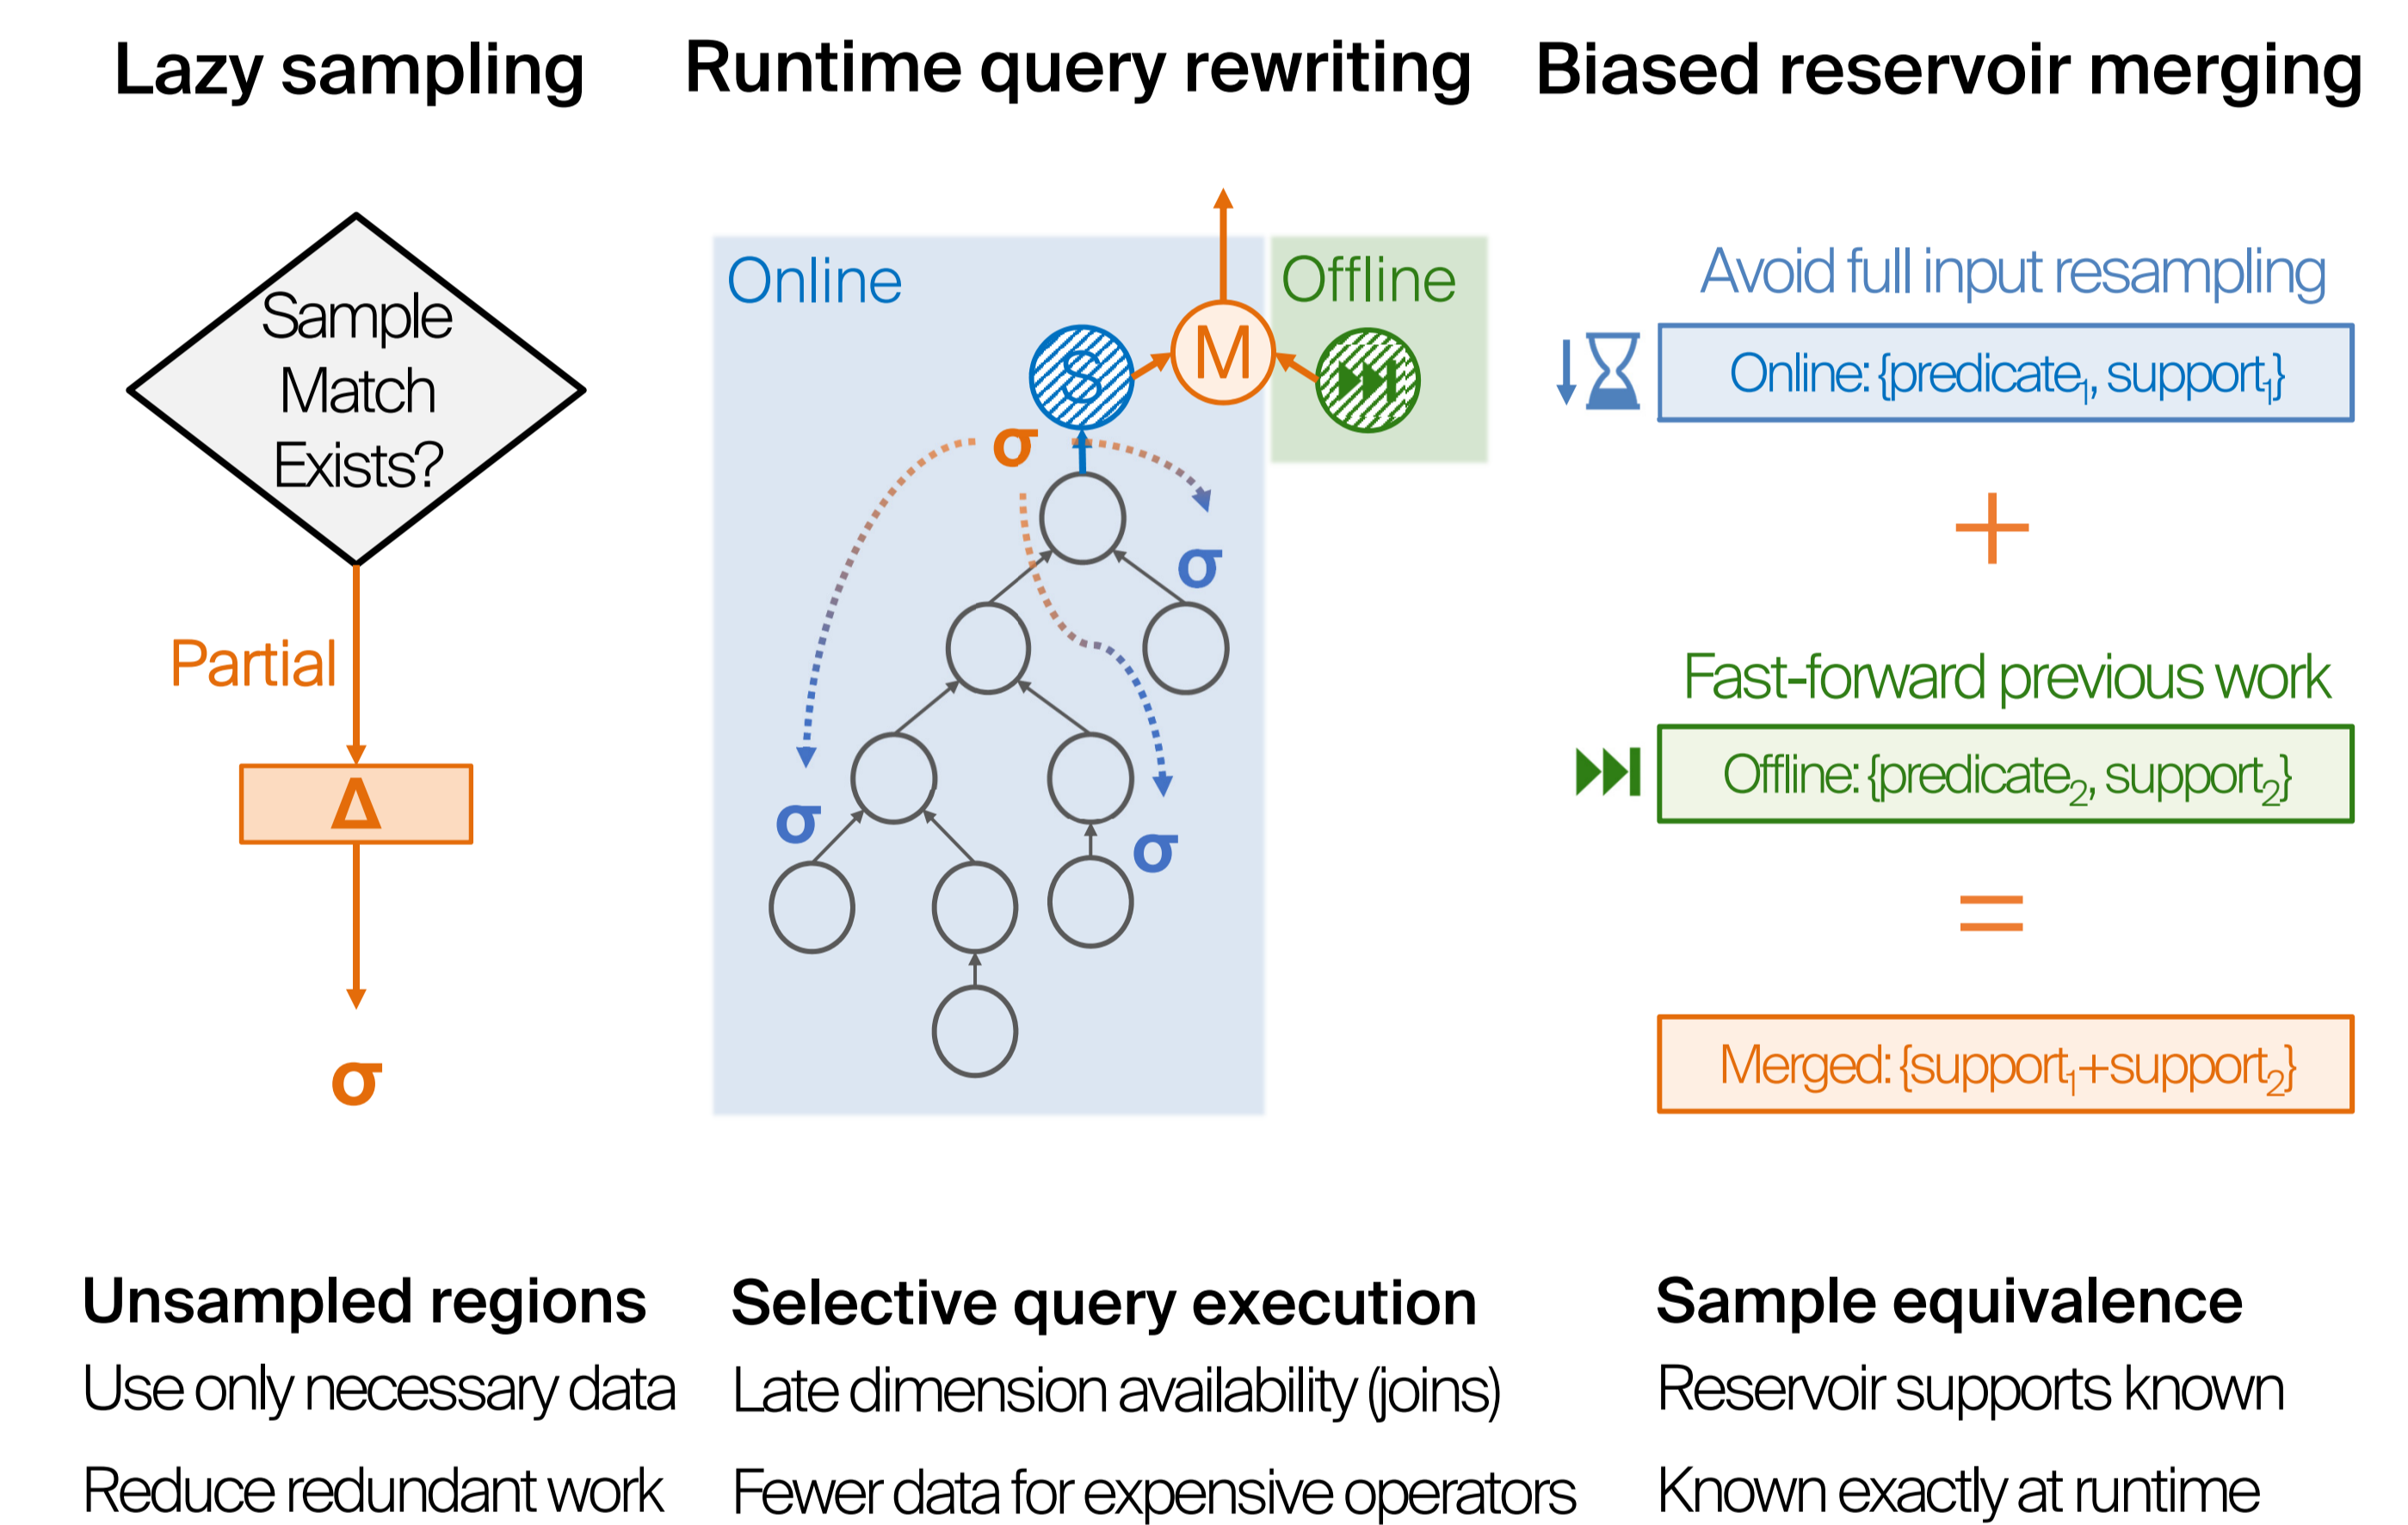 Lazy sampling
Sample
Match
Exists?
Partial
Δ
σ
Unsampled regions
Use only necessary data
Reduce redundant work
Runtime query rewriting
Online
Offline
S
M
σ
σ
σ
σ
Selective query execution
Late dimension availability (joins)
Fewer data for expensive operators
Biased reservoir merging
Avoid full input resampling
Online: {predicate₁, support₁}
+
Fast-forward previous work
Offline: {predicate₂, support₂}
=
Merged: {support₁+support₂}
Sample equivalence
Reservoir supports known
Known exactly at runtime